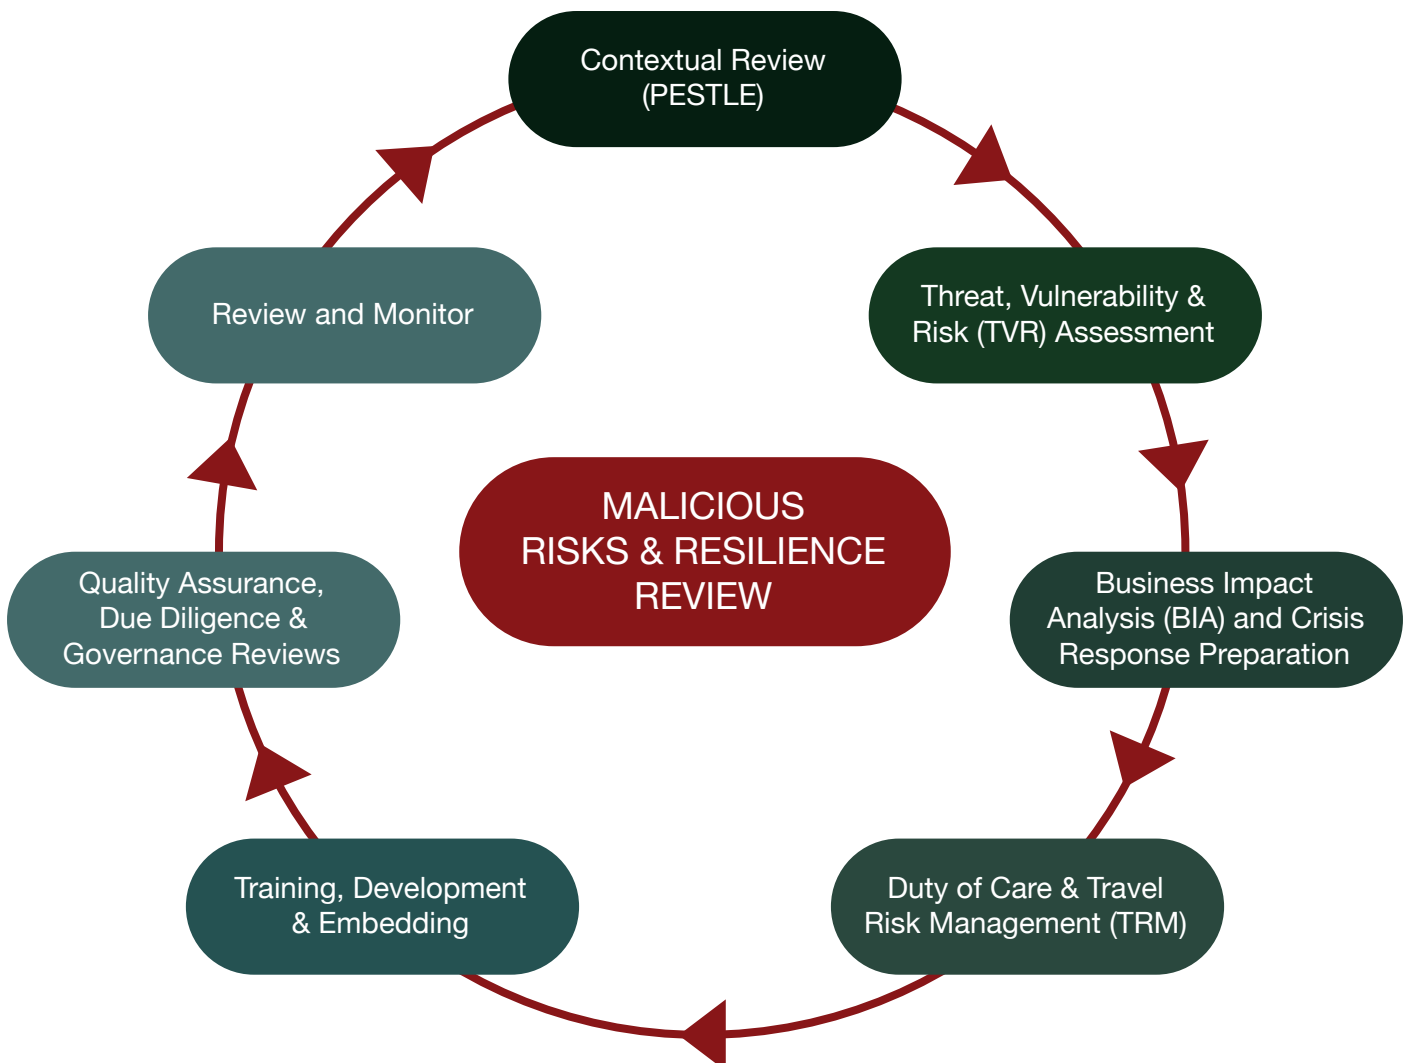 Contextual Review
(PESTLE)
Threat, Vulnerability &
Risk (TVR) Assessment
Business Impact
Analysis (BIA) and Crisis
Response Preparation
Duty of Care & Travel
Risk Management (TRM)
Training, Development
& Embedding
Quality Assurance,
Due Diligence &
Governance Reviews
Review and Monitor
MALICIOUS
RISKS & RESILIENCE
REVIEW